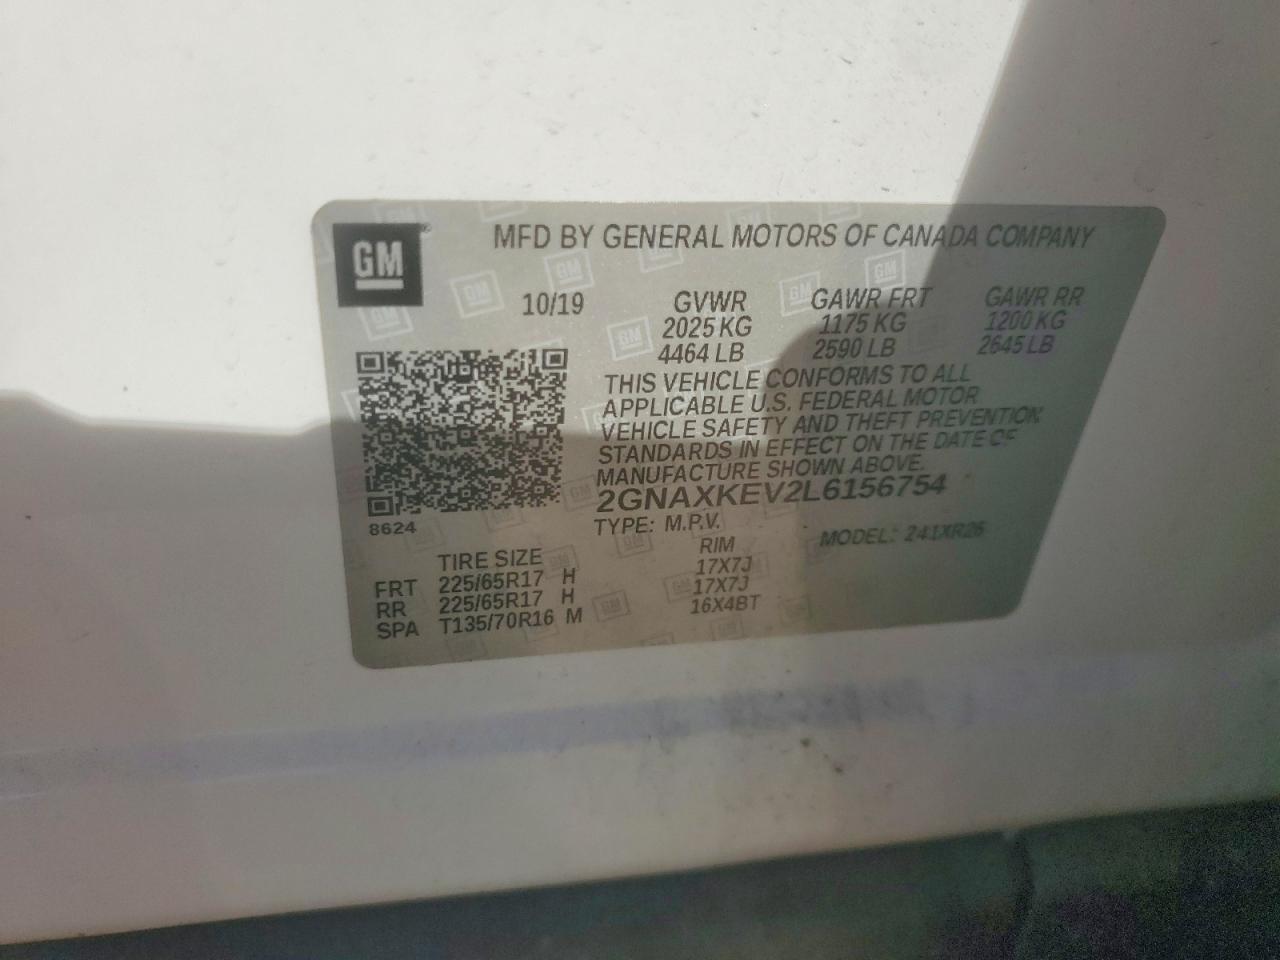 GM
MFD BY GENERAL MOTORS OF CANADA COMPANY
10/19 GVWR GAWR FRT GAWR RR
2025 KG 1175 KG 1200 KG
4464 LB 2590 LB 2645 LB
THIS VEHICLE CONFORMS TO ALL
APPLICABLE U.S. FEDERAL MOTOR
VEHICLE SAFETY AND THEFT PREVENTION
STANDARDS IN EFFECT ON THE DATE OF
MANUFACTURE SHOWN ABOVE.
2GNAXKEV2L6156754
8624
TYPE: M.P.V. MODEL: 241XR26
TIRE SIZE RIM
FRT 225/65R17 H 17X7J
RR 225/65R17 H 17X7J
SPA T135/70R16 M 16X4BT